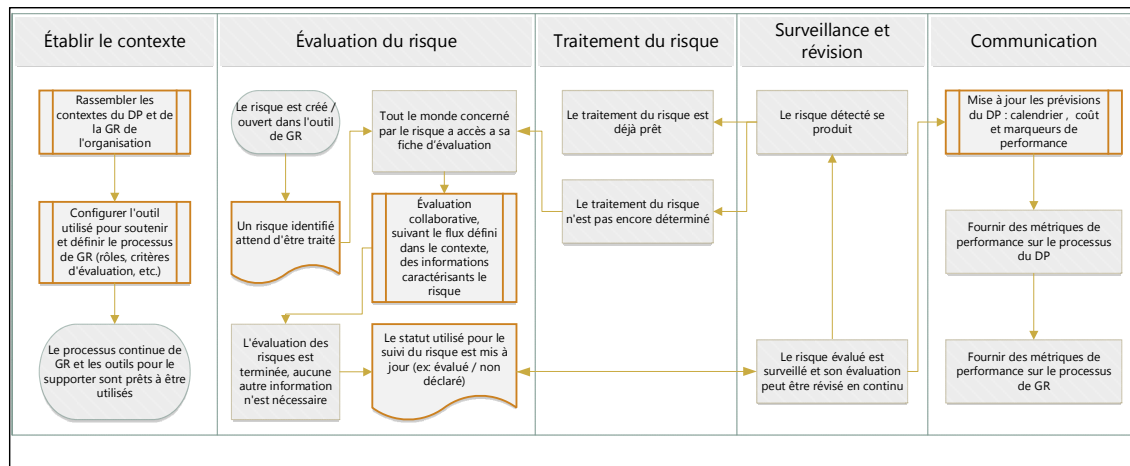 Établir le contexte
Évaluation du risque
Traitement du risque
Surveillance et
révision
Communication
Rassembler les
contextes du DP et de
la GR de
l'organisation
Configurer l'outil
utilisé pour soutenir
et définir le processus
de GR (rôles, critères
d'évaluation, etc.)
Le processus continue de
GR et les outils pour le
supporter sont prêts à être
utilisés
Le risque est créé /
ouvert dans l'outil
de GR
Un risque identifié
attend d'être traité
Tout le monde concerné
par le risque a accès a sa
fiche d'évaluation
Évaluation
collaborative,
suivant le flux défini
dans le contexte,
des informations
caractérisants le
risque
L'évaluation des
risques est
terminée, aucune
autre information
n'est nécessaire
Le statut utilisé pour le
suivi du risque est mis à
jour (ex: évalué / non
déclaré)
Le traitement du risque est
déjà prêt
Le traitement du risque
n'est pas encore déterminé
Le risque détecté se
produit
Le risque évalué est
surveillé et son évaluation
peut être révisé en continu
Mise à jour les prévisions
du DP : calendrier , coût
et marqueurs de
performance
Fournir des métriques de
performance sur le processus
du DP
Fournir des métriques de
performance sur le processus
de GR